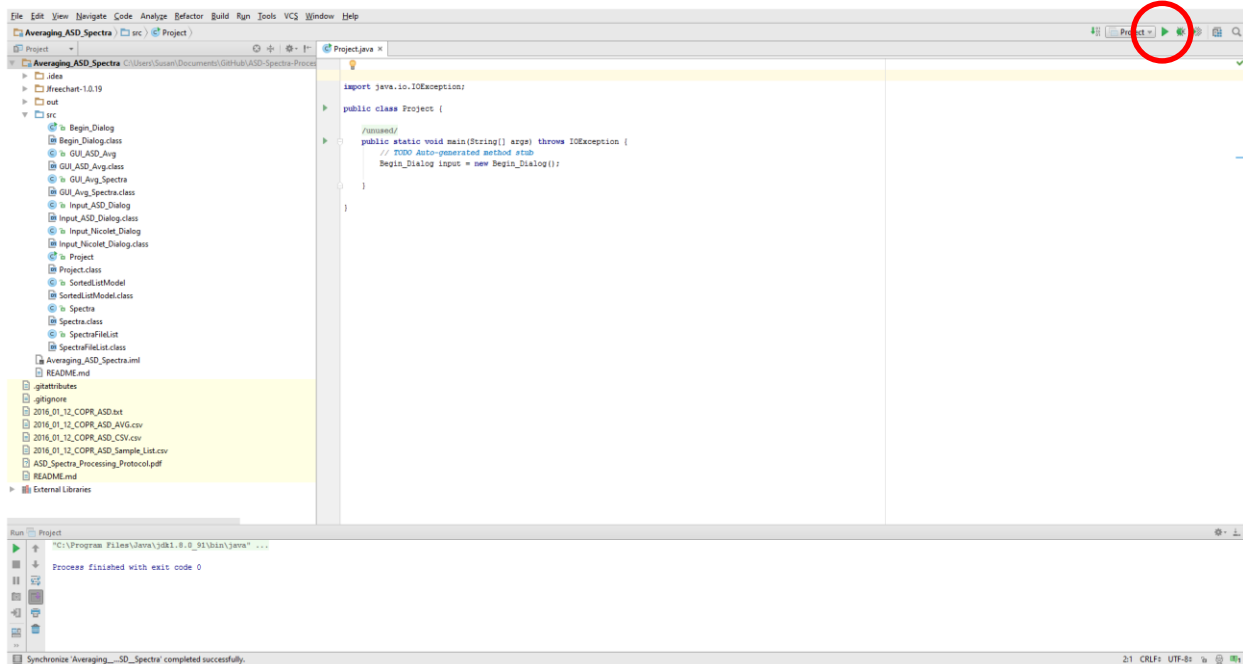 File Edit View Navigate Code Analyze Refactor Build Run Tools VCS Window Help
Averaging_ASD_Spectra src Project
Project
Project
Project.java ×
Averaging_ASD_Spectra C:\Users\Susan\Documents\GitHub\ASD-Spectra-Proces
.idea
Jfreechart-1.0.19
out
src
Begin_Dialog
Begin_Dialog.class
GUI_ASD_Avg
GUI_ASD_Avg.class
GUI_Avg_Spectra
GUI_Avg_Spectra.class
Input_ASD_Dialog
Input_ASD_Dialog.class
Input_Nicolet_Dialog
Input_Nicolet_Dialog.class
Project
Project.class
SortedListModel
SortedListModel.class
Spectra
Spectra.class
SpectraFileList
SpectraFileList.class
Averaging_ASD_Spectra.iml
README.md
.gitattributes
.gitignore
2016_01_12_COPR_ASD.txt
2016_01_12_COPR_ASD_AVG.csv
2016_01_12_COPR_ASD_CSV.csv
2016_01_12_COPR_ASD_Sample_List.csv
ASD_Spectra_Processing_Protocol.pdf
README.md
External Libraries
import java.io.IOException;
public class Project {
/unused/
public static void main(String[] args) throws IOException {
// TODO Auto-generated method stub
Begin_Dialog input = new Begin_Dialog();
}
}
Run Project
"C:\Program Files\Java\jdk1.8.0_91\bin\java" ...
Process finished with exit code 0
Synchronize 'Averaging__...SD__Spectra' completed successfully.
2:1 CRLF÷ UTF-8÷